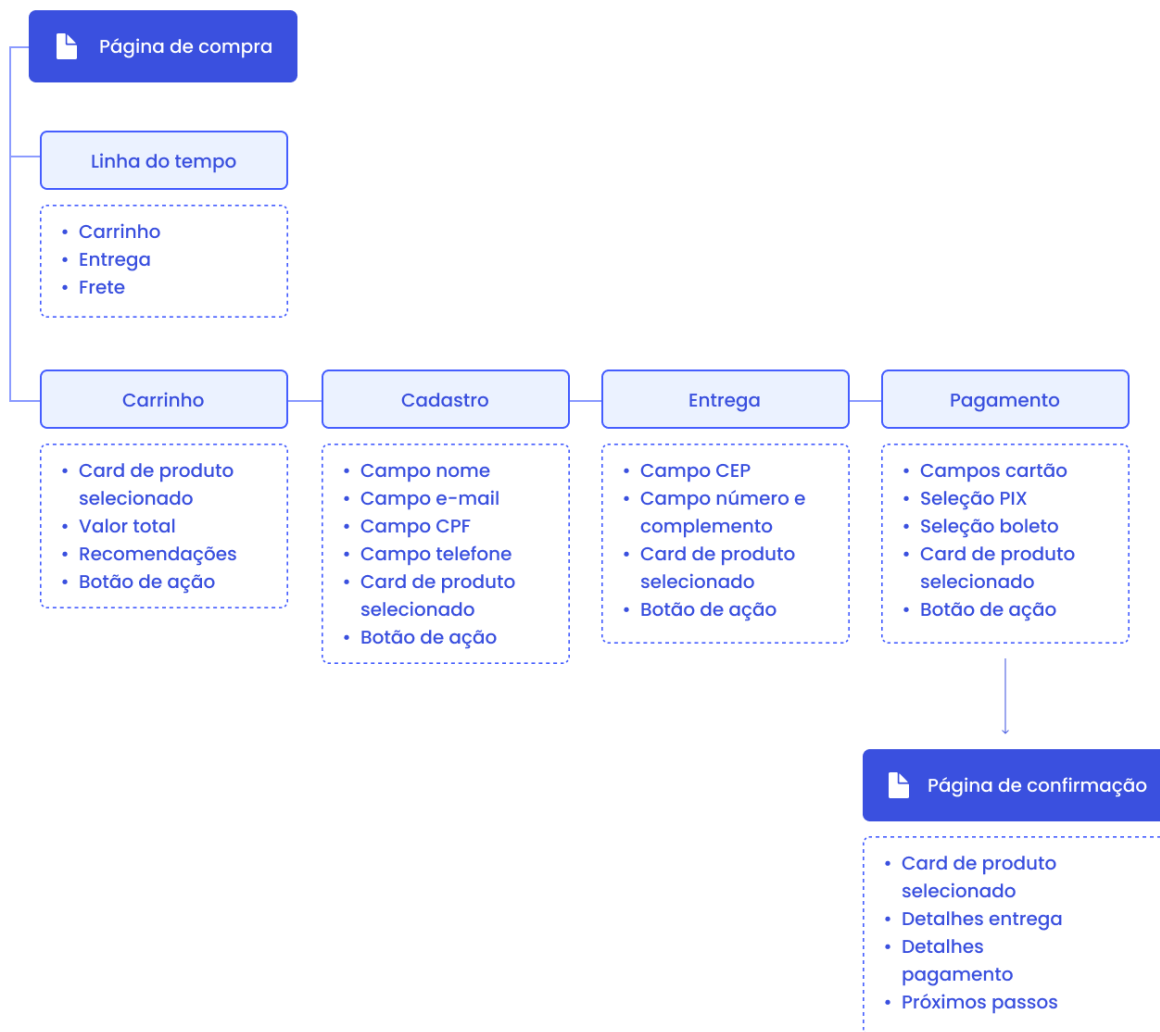 Página de compra
Linha do tempo
• Carrinho
• Entrega
• Frete
Carrinho
• Card de produto
selecionado
• Valor total
• Recomendações
• Botão de ação
Cadastro
• Campo nome
• Campo e-mail
• Campo CPF
• Campo telefone
• Card de produto
selecionado
• Botão de ação
Entrega
• Campo CEP
• Campo número e
complemento
• Card de produto
selecionado
• Botão de ação
Pagamento
• Campos cartão
• Seleção PIX
• Seleção boleto
• Card de produto
selecionado
• Botão de ação
Página de confirmação
• Card de produto
selecionado
• Detalhes entrega
• Detalhes
pagamento
• Próximos passos